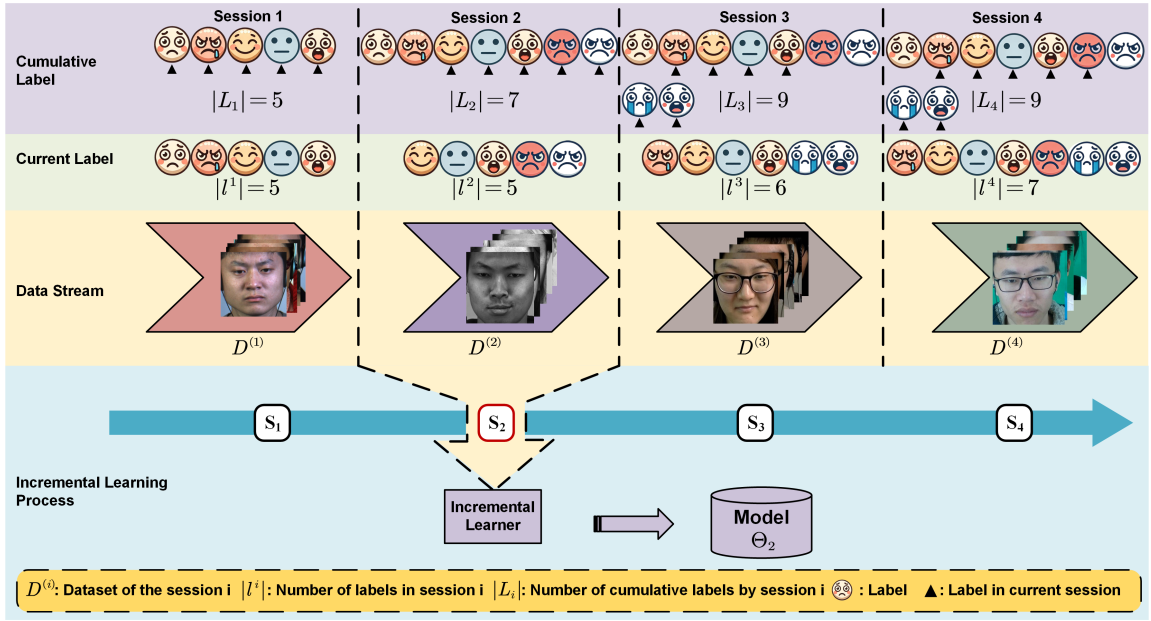 Session 1 Session 2 Session 3 Session 4
Cumulative
Label
|L₁| = 5 |L₂| = 7 |L₃| = 9 |L₄| = 9
Current Label
|l¹| = 5 |l²| = 5 |l³| = 6 |l⁴| = 7
Data Stream
D⁽¹⁾ D⁽²⁾ D⁽³⁾ D⁽⁴⁾
S₁ S₂ S₃ S₄
Incremental Learning
Process
Incremental
Learner
Model
Θ₂
D⁽ⁱ⁾: Dataset of the session i |lⁱ|: Number of labels in session i |Lᵢ|: Number of cumulative labels by session i : Label ▲: Label in current session